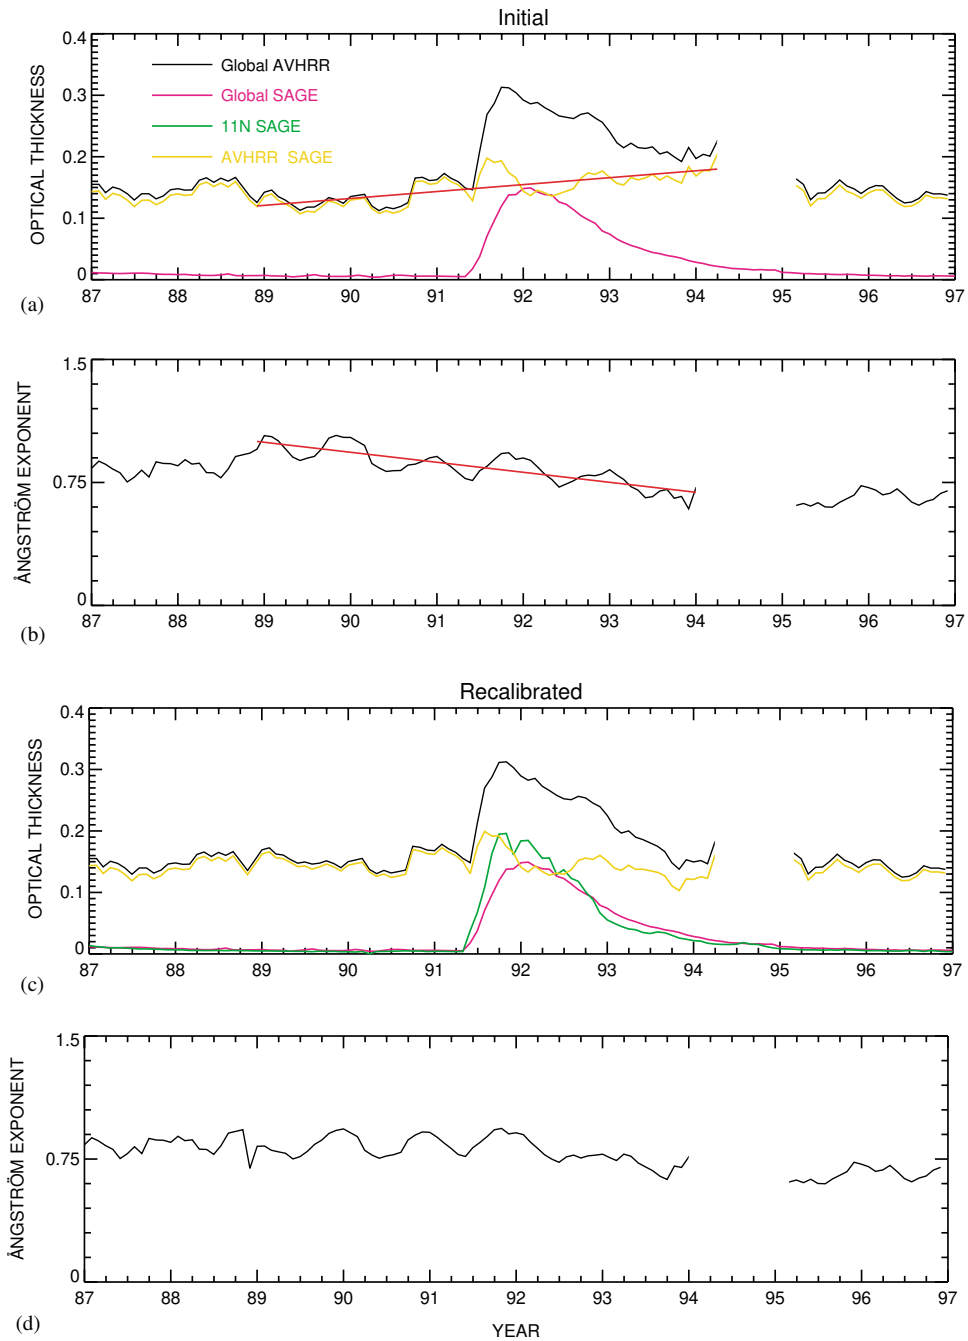 Initial
0.4
0.3
0.2
0.1
0
OPTICAL THICKNESS
Global AVHRR
Global SAGE
11N SAGE
AVHRR SAGE
87 88 89 90 91 92 93 94 95 96 97
(a)
1.5
0.75
0
ÅNGSTRÖM EXPONENT
87 88 89 90 91 92 93 94 95 96 97
(b)
Recalibrated
0.4
0.3
0.2
0.1
0
OPTICAL THICKNESS
87 88 89 90 91 92 93 94 95 96 97
(c)
1.5
0.75
0
ÅNGSTRÖM EXPONENT
87 88 89 90 91 92 93 94 95 96 97
(d)
YEAR